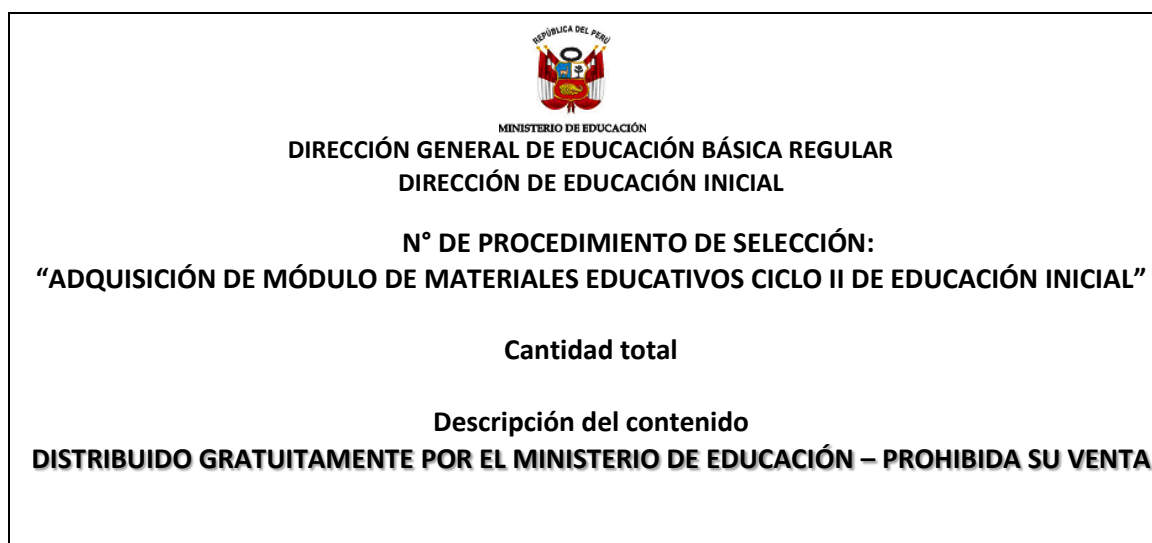 REPÚBLICA DEL PERÚ
MINISTERIO DE EDUCACIÓN
DIRECCIÓN GENERAL DE EDUCACIÓN BÁSICA REGULAR
DIRECCIÓN DE EDUCACIÓN INICIAL
N° DE PROCEDIMIENTO DE SELECCIÓN:
“ADQUISICIÓN DE MÓDULO DE MATERIALES EDUCATIVOS CICLO II DE EDUCACIÓN INICIAL”
Cantidad total
Descripción del contenido
DISTRIBUIDO GRATUITAMENTE POR EL MINISTERIO DE EDUCACIÓN – PROHIBIDA SU VENTA